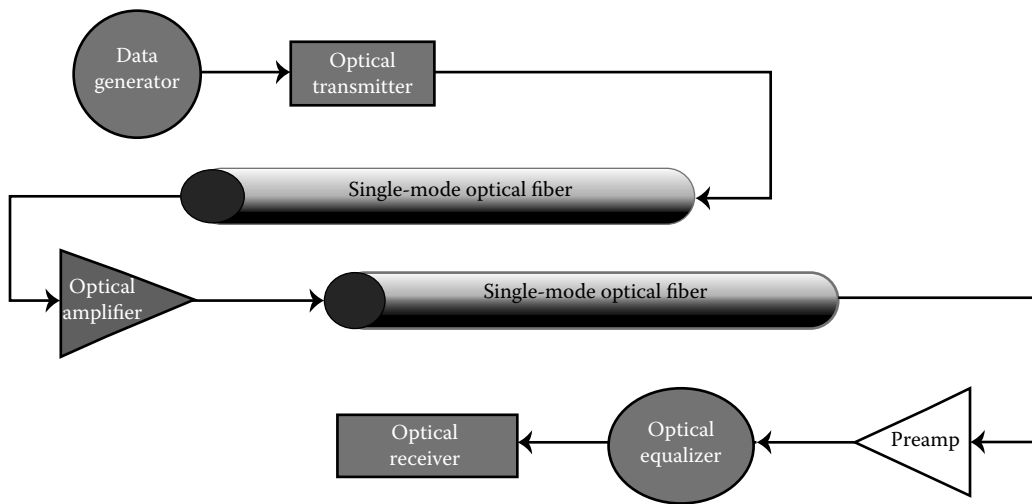 Data
generator
Optical
transmitter
Single-mode optical fiber
Optical
amplifier
Single-mode optical fiber
Preamp
Optical
equalizer
Optical
receiver